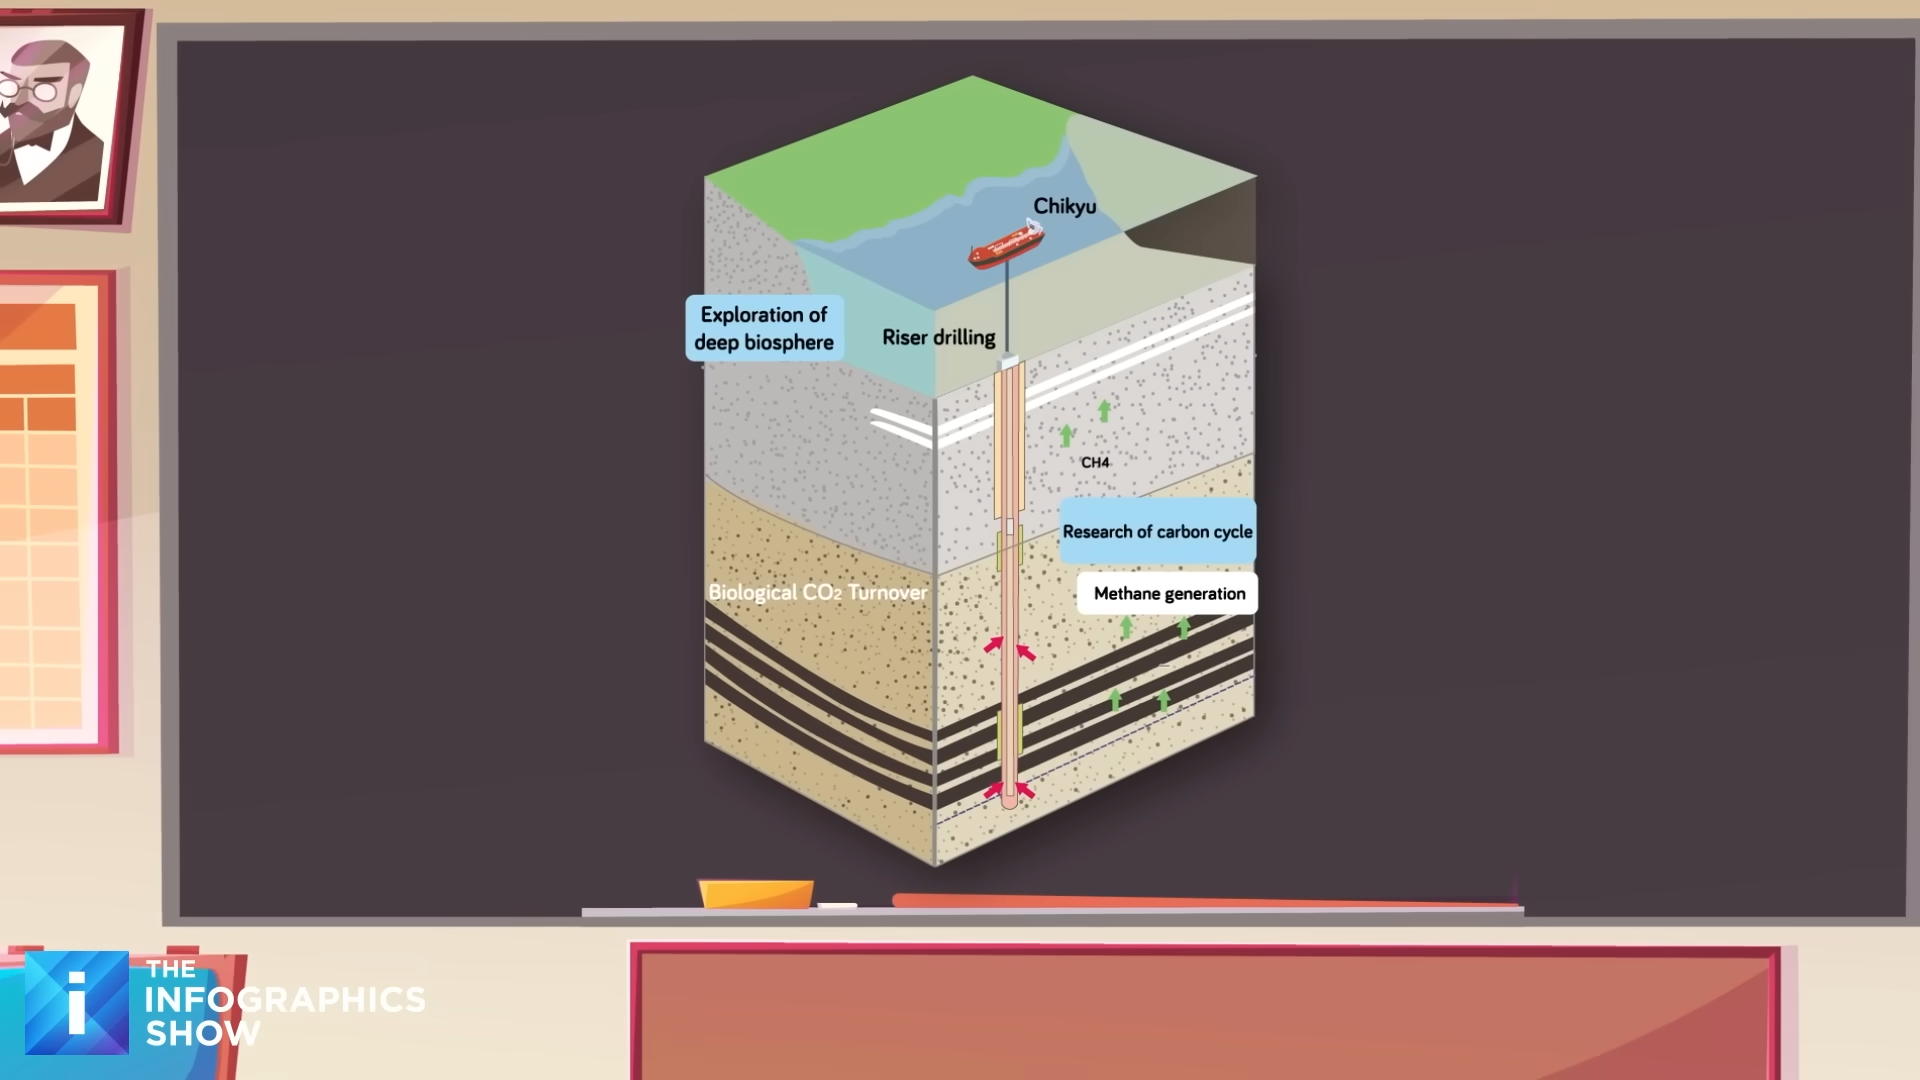 Chikyu
Exploration of
deep biosphere
Riser drilling
CH4
Research of carbon cycle
Methane generation
Biological CO2 Turnover
i
THE
INFOGRAPHICS
SHOW